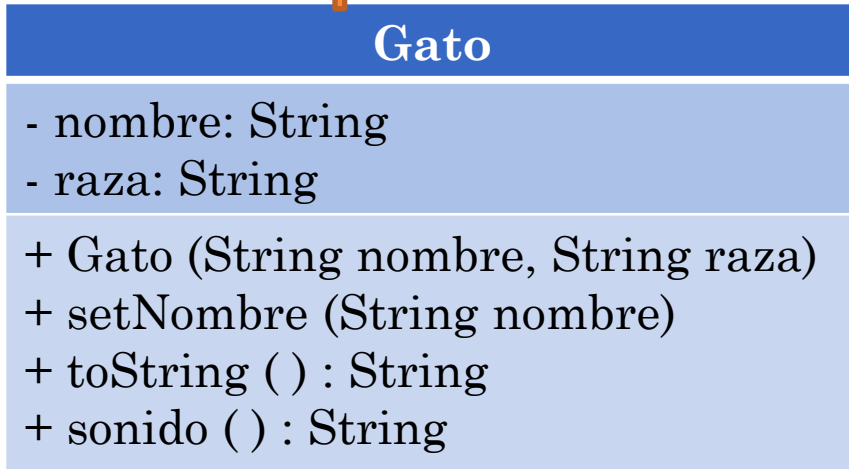 Gato
- nombre: String
- raza: String
+ Gato (String nombre, String raza)
+ setNombre (String nombre)
+ toString ( ) : String
+ sonido ( ) : String